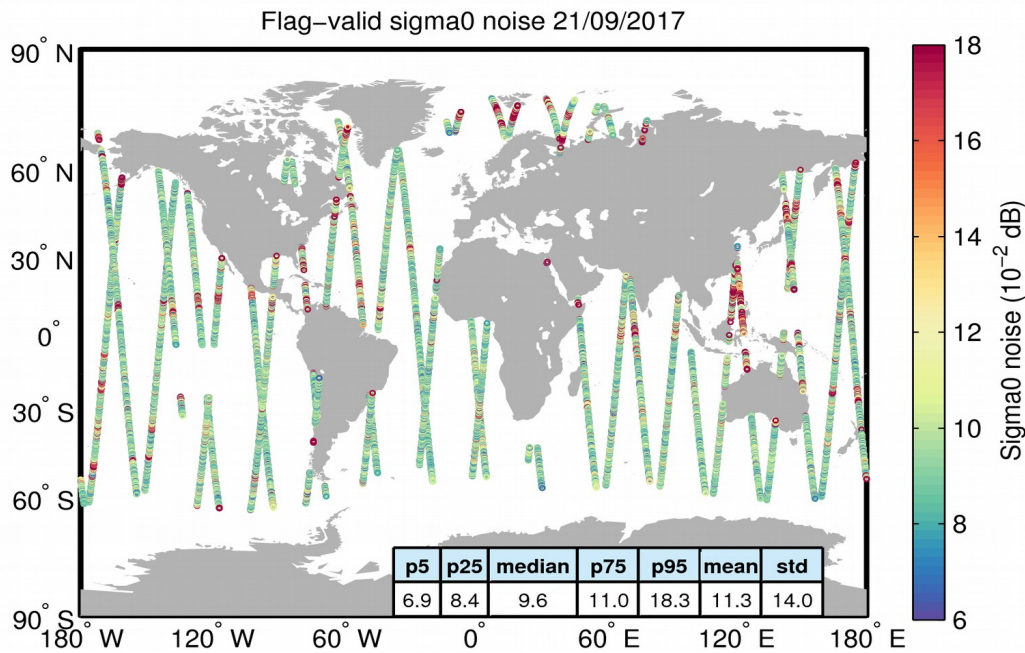 Flag−valid sigma0 noise 21/09/2017
90° N
60° N
30° N
0°
30° S
60° S
90° S
180° W
120° W
60° W
0°
60° E
120° E
180° E
p5 p25 median p75 p95 mean std
6.9 8.4 9.6 11.0 18.3 11.3 14.0
18
16
14
12
10
8
6
Sigma0 noise (10⁻² dB)